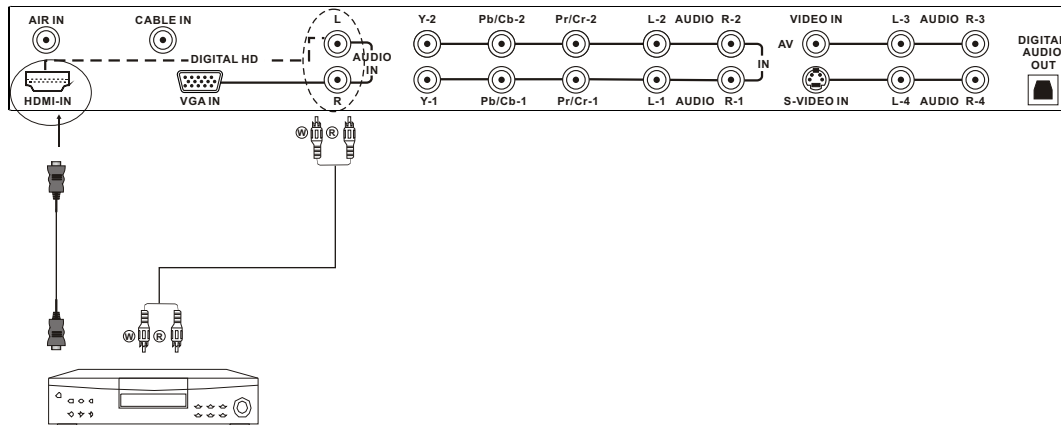 AIR IN
CABLE IN
L
Y-2
Pb/Cb-2
Pr/Cr-2
L-2 AUDIO R-2
VIDEO IN
L-3 AUDIO R-3
DIGITAL HD
AUDIO
IN
IN
AV
DIGITAL
AUDIO
OUT
HDMI-IN
VGA IN
R
Y-1
Pb/Cb-1
Pr/Cr-1
L-1 AUDIO R-1
S-VIDEO IN
L-4 AUDIO R-4
W R
W R